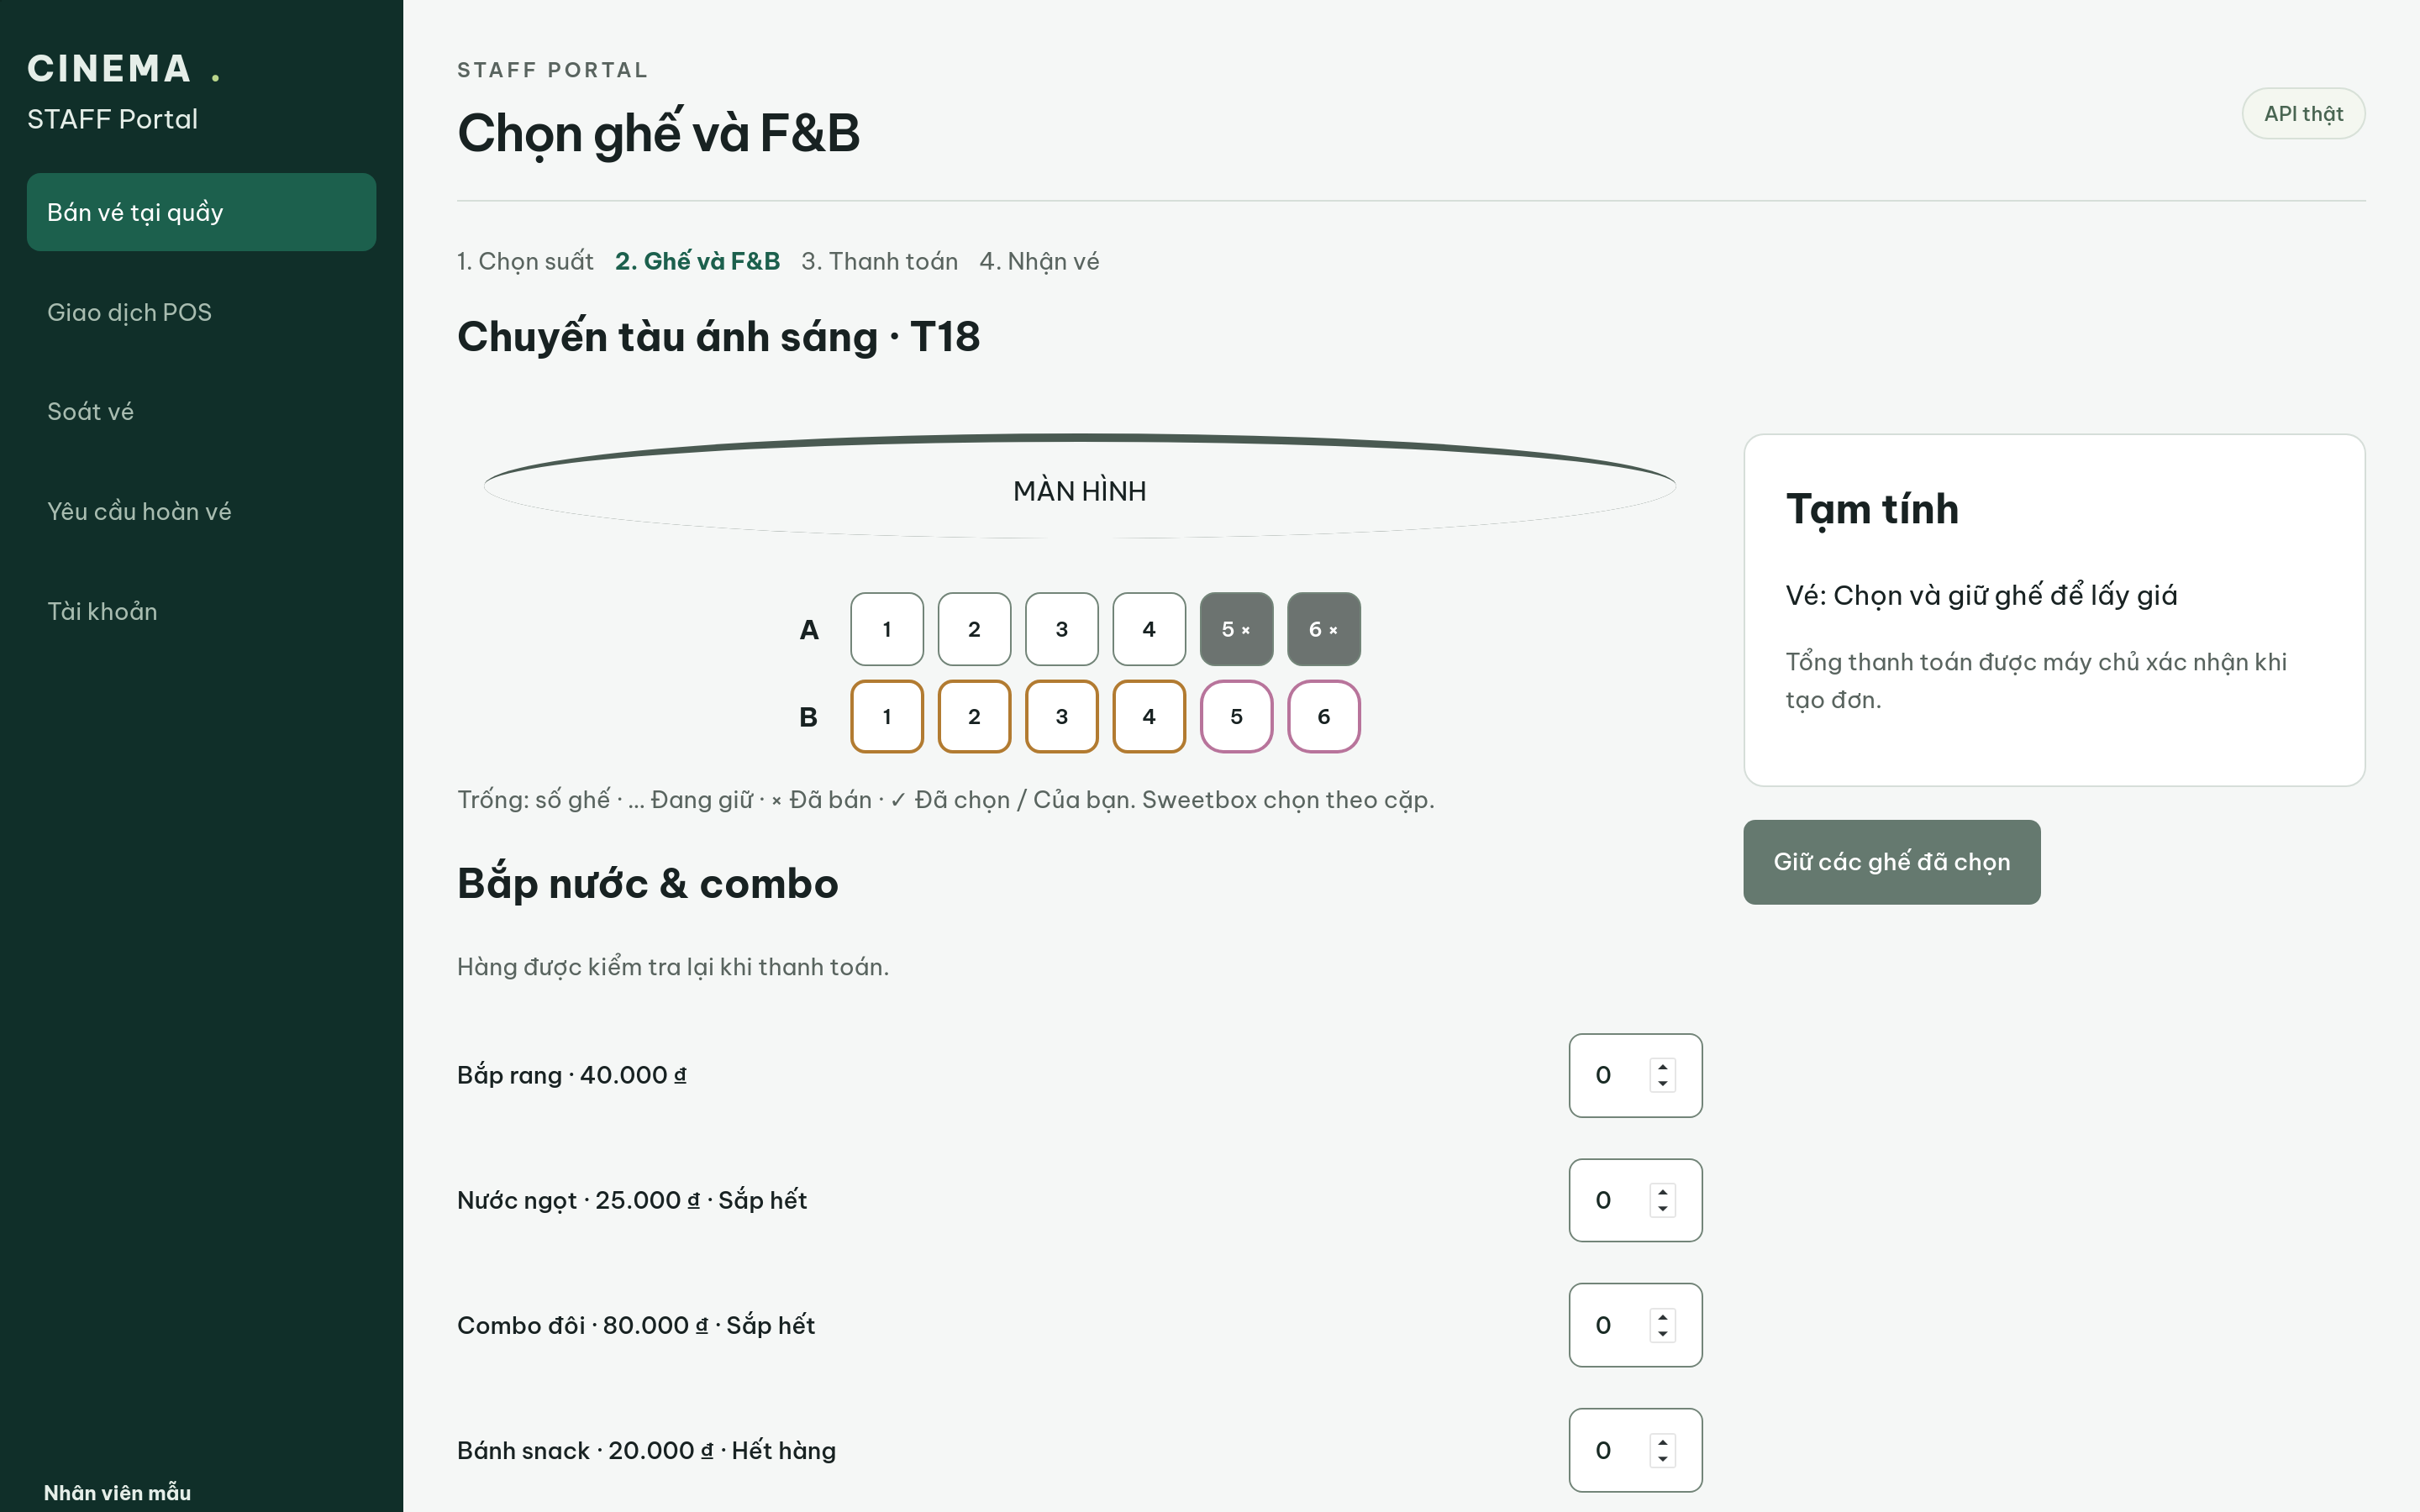 CINEMA .
STAFF Portal
Bán vé tại quầy
Giao dịch POS
Soát vé
Yêu cầu hoàn vé
Tài khoản
Nhân viên mẫu
STAFF PORTAL
Chọn ghế và F&B
API thật
1. Chọn suất 2. Ghế và F&B 3. Thanh toán 4. Nhận vé
Chuyến tàu ánh sáng · T18
MÀN HÌNH
A 1 2 3 4 5 × 6 ×
B 1 2 3 4 5 6
Trống: số ghế · … Đang giữ · × Đã bán · ✓ Đã chọn / Của bạn. Sweetbox chọn theo cặp.
Bắp nước & combo
Hàng được kiểm tra lại khi thanh toán.
Bắp rang · 40.000 ₫ 0
Nước ngọt · 25.000 ₫ · Sắp hết 0
Combo đôi · 80.000 ₫ · Sắp hết 0
Bánh snack · 20.000 ₫ · Hết hàng 0
Tạm tính
Vé: Chọn và giữ ghế để lấy giá
Tổng thanh toán được máy chủ xác nhận khi
tạo đơn.
Giữ các ghế đã chọn